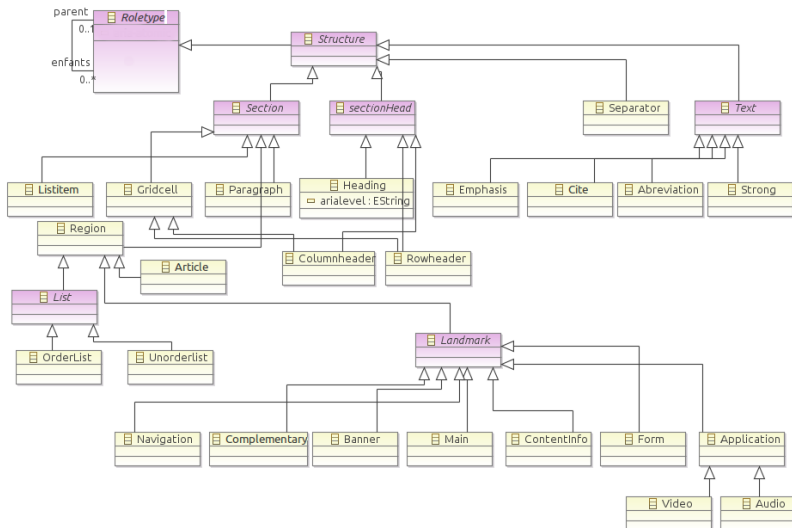 parent
Roletype
0..1
enfants
0..*
Structure
Section
sectionHead
Separator
Text
Listitem
Gridcell
Paragraph
Heading
arialevel : EString
Emphasis
Cite
Abreviation
Strong
Region
Article
Columnheader
Rowheader
List
OrderList
Unorderlist
Landmark
Navigation
Complementary
Banner
Main
ContentInfo
Form
Application
Video
Audio